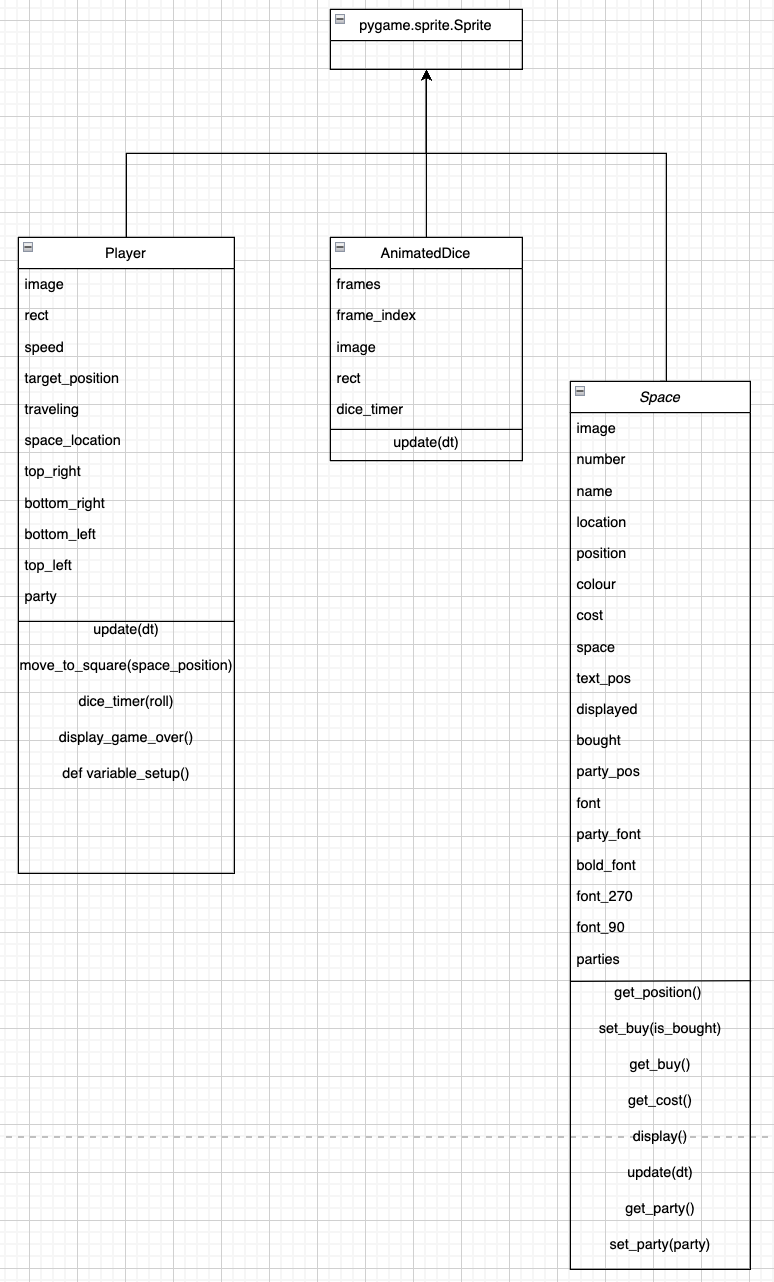 pygame.sprite.Sprite
Player
image
rect
speed
target_position
traveling
space_location
top_right
bottom_right
bottom_left
top_left
party
update(dt)
move_to_square(space_position)
dice_timer(roll)
display_game_over()
def variable_setup()
AnimatedDice
frames
frame_index
image
rect
dice_timer
update(dt)
Space
image
number
name
location
position
colour
cost
space
text_pos
displayed
bought
party_pos
font
party_font
bold_font
font_270
font_90
parties
get_position()
set_buy(is_bought)
get_buy()
get_cost()
display()
update(dt)
get_party()
set_party(party)